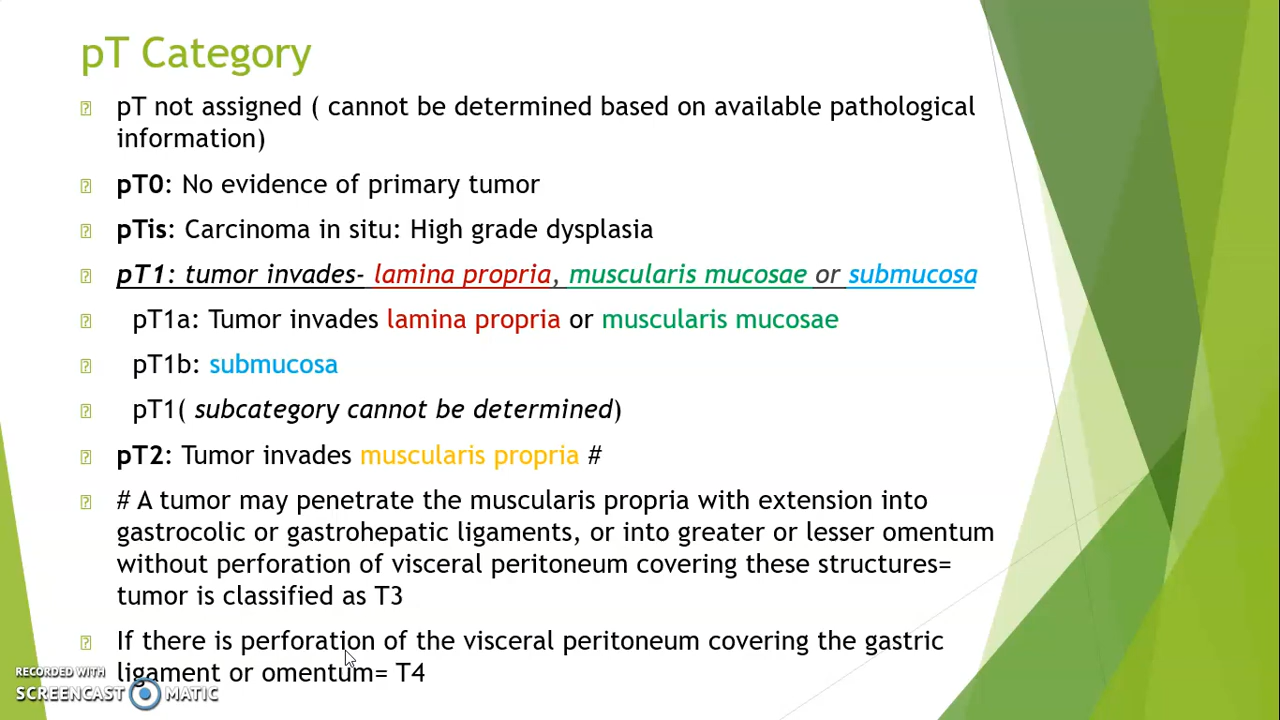 pT Category
pT not assigned ( cannot be determined based on available pathological
information)
pT0: No evidence of primary tumor
pTis: Carcinoma in situ: High grade dysplasia
pT1: tumor invades- lamina propria, muscularis mucosae or submucosa
pT1a: Tumor invades lamina propria or muscularis mucosae
pT1b: submucosa
pT1( subcategory cannot be determined)
pT2: Tumor invades muscularis propria #
# A tumor may penetrate the muscularis propria with extension into
gastrocolic or gastrohepatic ligaments, or into greater or lesser omentum
without perforation of visceral peritoneum covering these structures=
tumor is classified as T3
If there is perforation of the visceral peritoneum covering the gastric
ligament or omentum= T4
RECORDED WITH
SCREENCAST MATIC